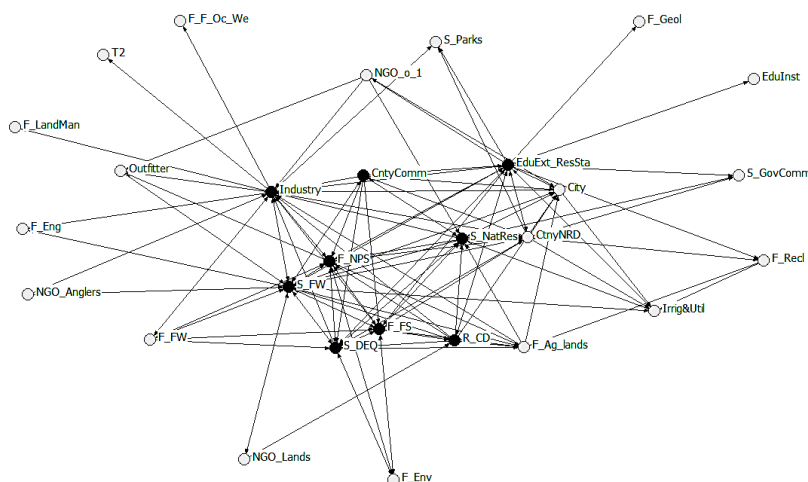 F_F_Oc_We
F_Geol
S_Parks
T2
NGO_o_1
EduInst
F_LandMan
EduExt_ResSta
Outfitter
CntyComm
S_GovComm
Industry
City
F_Eng
S_NatRes
CtnyNRD
F_NPS
F_Recl
S_FW
NGO_Anglers
Irrig&Util
F_FS
F_FW
S_DEQ
R_CD
F_Ag_lands
NGO_Lands
F_Env